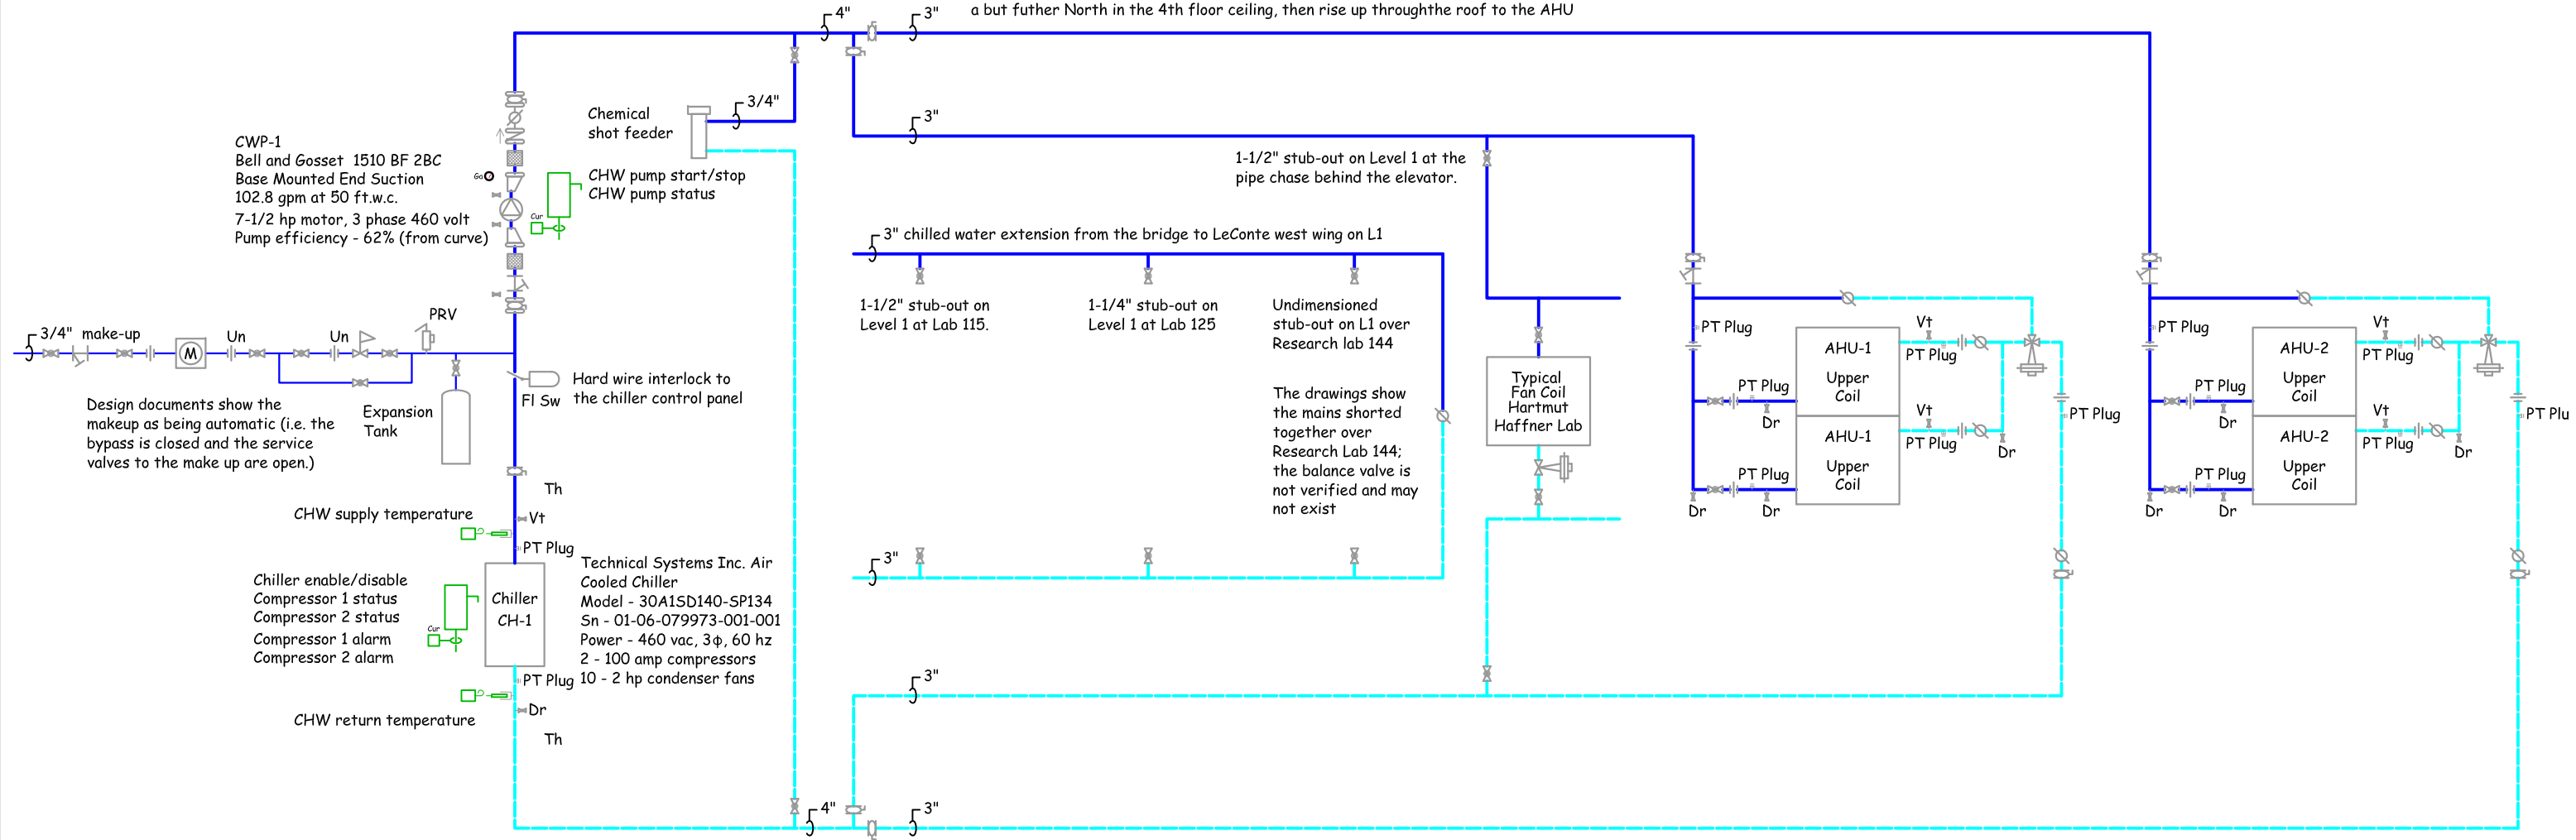 a but futher North in the 4th floor ceiling, then rise up throughthe roof to the AHU
4"
3"
3/4"
Chemical
shot feeder
3"
CWP-1
Bell and Gosset 1510 BF 2BC
Base Mounted End Suction
102.8 gpm at 50 ft.w.c.
7-1/2 hp motor, 3 phase 460 volt
Pump efficiency - 62% (from curve)
Ga
Cur
CHW pump start/stop
CHW pump status
1-1/2" stub-out on Level 1 at the
pipe chase behind the elevator.
3" chilled water extension from the bridge to LeConte west wing on L1
1-1/2" stub-out on
Level 1 at Lab 115.
1-1/4" stub-out on
Level 1 at Lab 125
Undimensioned
stub-out on L1 over
Research lab 144
The drawings show
the mains shorted
together over
Research Lab 144;
the balance valve is
not verified and may
not exist
3/4" make-up
M
Un
Un
PRV
Fl Sw
Hard wire interlock to
the chiller control panel
Design documents show the
makeup as being automatic (i.e. the
bypass is closed and the service
valves to the make up are open.)
Expansion
Tank
Th
CHW supply temperature
Vt
PT Plug
Chiller enable/disable
Compressor 1 status
Compressor 2 status
Compressor 1 alarm
Compressor 2 alarm
Cur
Chiller
CH-1
Technical Systems Inc. Air
Cooled Chiller
Model - 30A1SD140-SP134
Sn - 01-06-079973-001-001
Power - 460 vac, 3φ, 60 hz
2 - 100 amp compressors
10 - 2 hp condenser fans
PT Plug
Dr
CHW return temperature
Th
3"
3"
4"
3"
Typical
Fan Coil
Hartmut
Haffner Lab
PT Plug
AHU-1
Upper
Coil
Vt
PT Plug
PT Plug
Dr
AHU-1
Upper
Coil
Vt
PT Plug
Dr
PT Plug
PT Plug
Dr
Dr
PT Plug
AHU-2
Upper
Coil
Vt
PT Plug
PT Plug
Dr
AHU-2
Upper
Coil
Vt
PT Plug
Dr
PT Plu
PT Plug
Dr
Dr